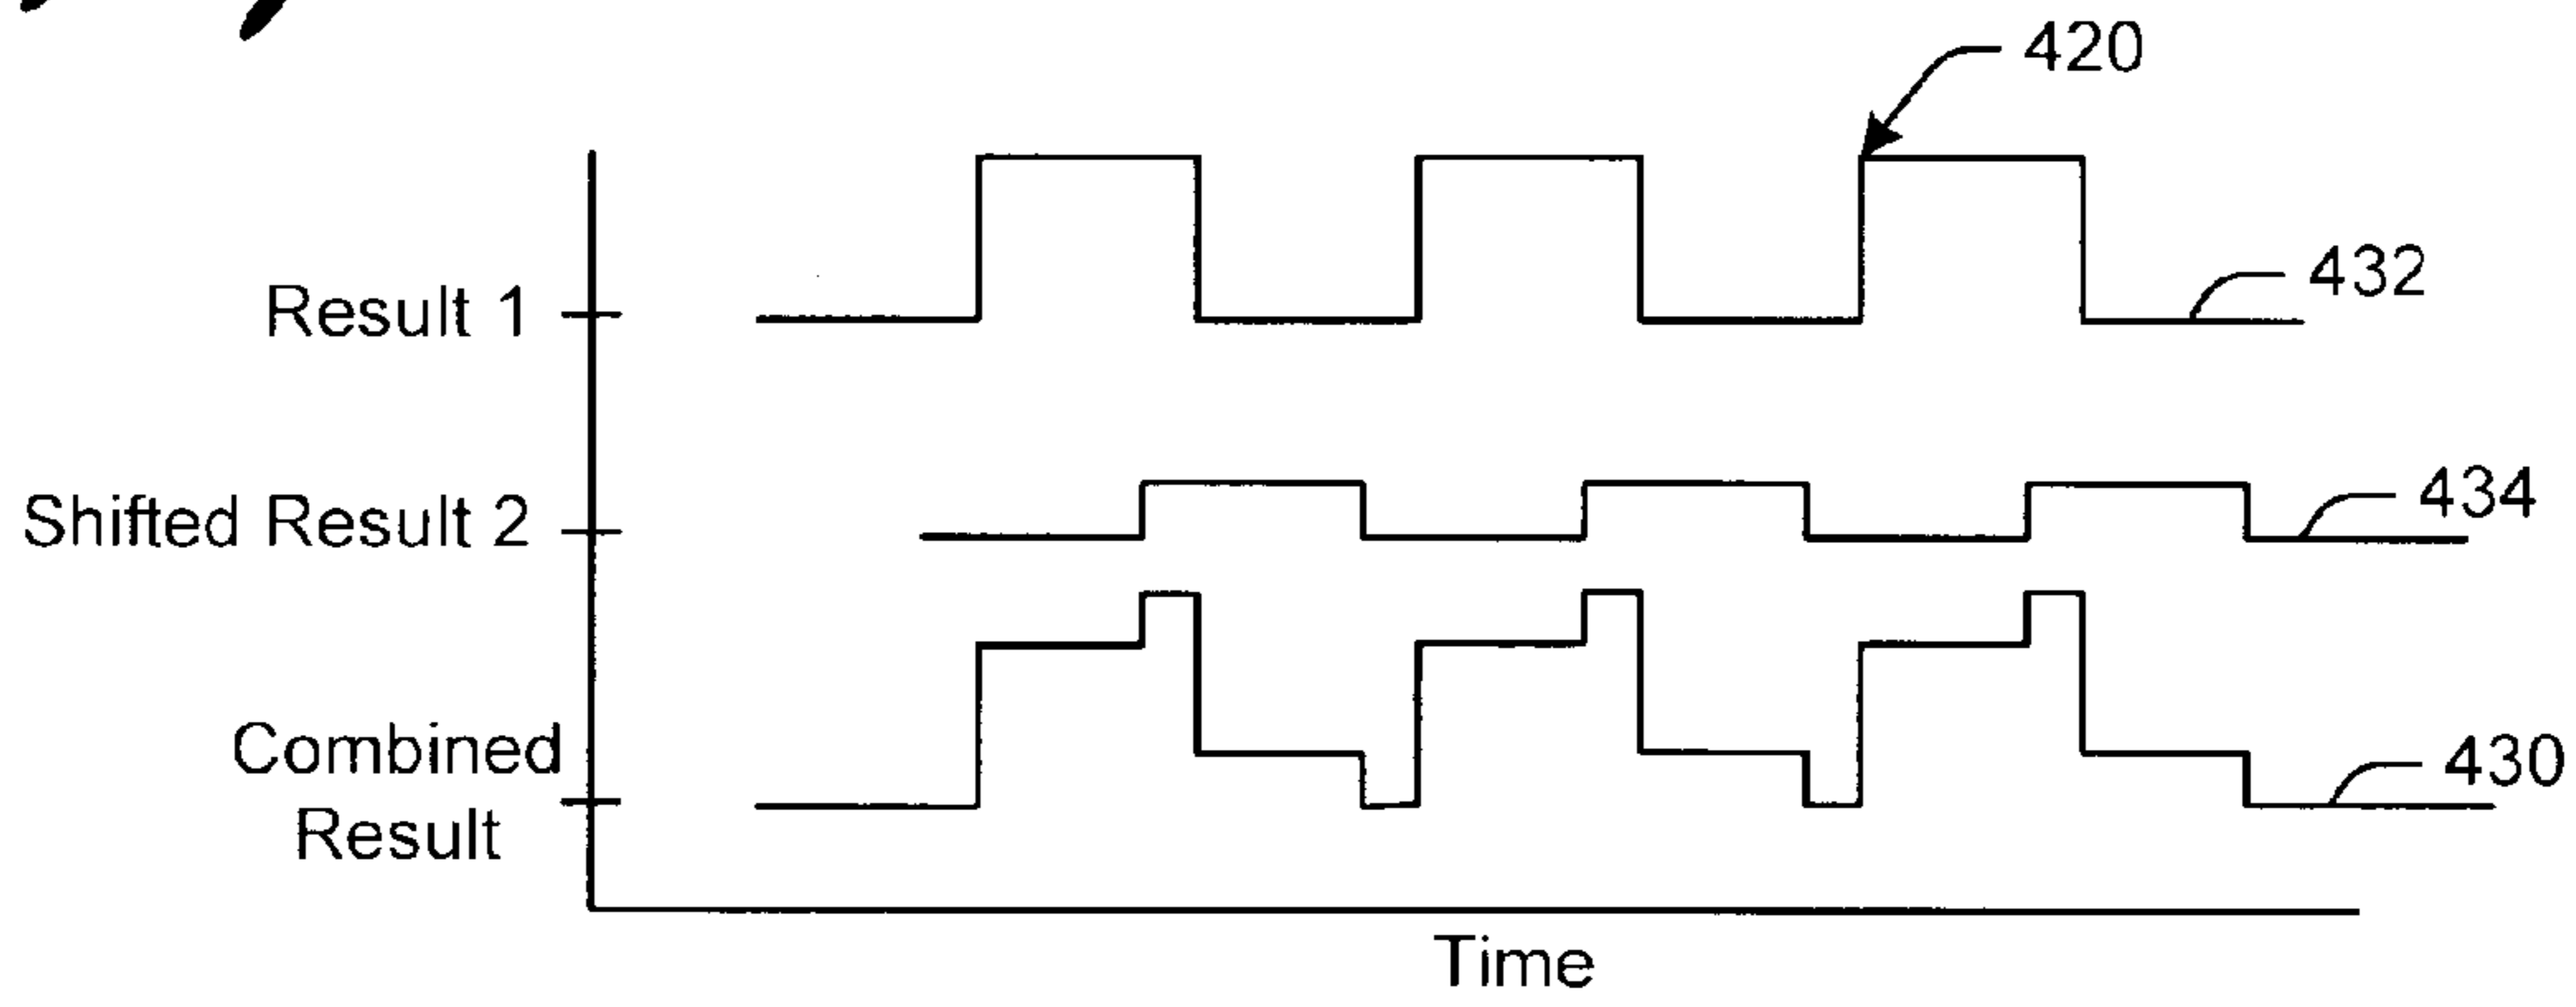 420
432
Result 1
434
Shifted Result 2
Combined
Result
430
Time